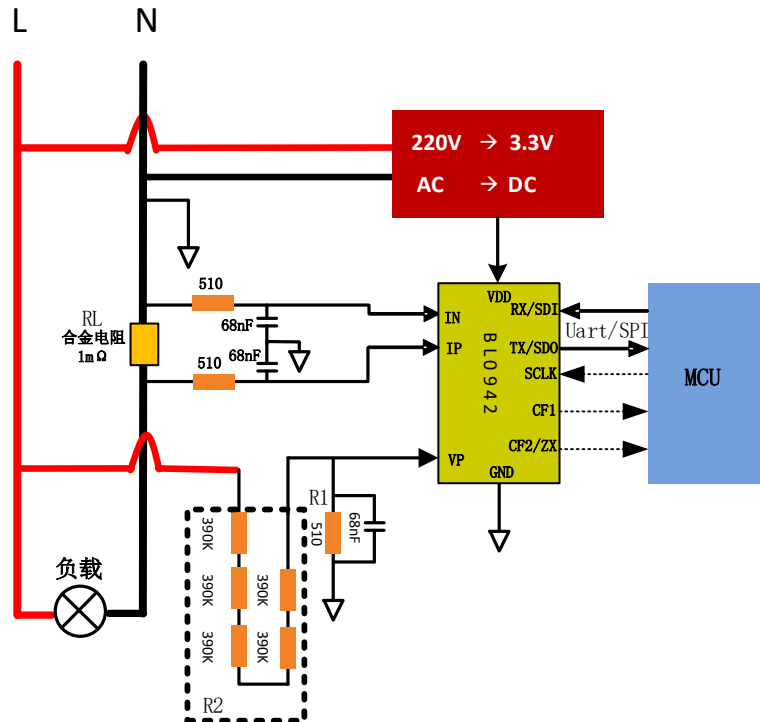 L N
220V → 3.3V
AC → DC
510
VDD
RX/SDI
IN
68nF
RL
合金电阻
1mΩ
Uart/SPI
TX/SDO
IP
68nF
BL0942
SCLK
MCU
510
CF1
CF2/ZX
VP
GND
R1
390K
510
68nF
负载
390K
390K
390K
390K
R2